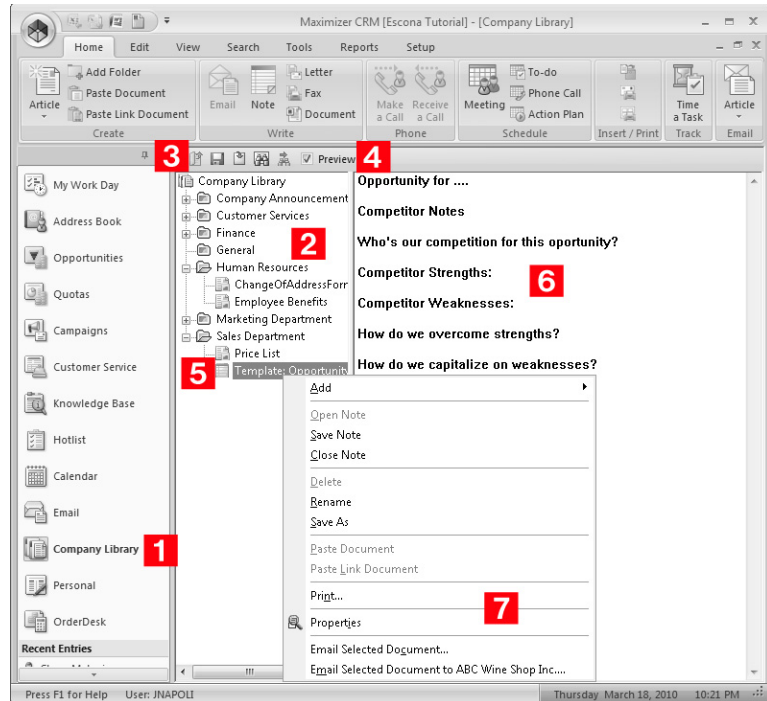 Maximizer CRM [Escona Tutorial] - [Company Library]
Home Edit View Search Tools Reports Setup
Article
Add Folder
Paste Document
Paste Link Document
Create
Email
Note
Letter
Fax
Document
Write
Make a Call
Receive a Call
Phone
Meeting
To-do
Phone Call
Action Plan
Schedule
Insert / Print
Time a Task
Track
Article
Email
3
Preview
4
My Work Day
Address Book
Opportunities
Quotas
Campaigns
Customer Service
Knowledge Base
Hotlist
Calendar
Email
Company Library
1
Personal
OrderDesk
Recent Entries
Company Library
Company Announcement
Customer Services
Finance
2
General
Human Resources
ChangeOfAddressForr
Employee Benefits
Marketing Department
Sales Department
Price List
5
Template: Opportunity
Opportunity for ....
Competitor Notes
Who's our competition for this oportunity?
Competitor Strengths:
6
Competitor Weaknesses:
How do we overcome strengths?
How do we capitalize on weaknesses?
Add
Open Note
Save Note
Close Note
Delete
Rename
Save As
Paste Document
Paste Link Document
Print...
7
Properties
Email Selected Document...
Email Selected Document to ABC Wine Shop Inc....
Press F1 for Help User: JNAPOLI
Thursday March 18, 2010 10:21 PM